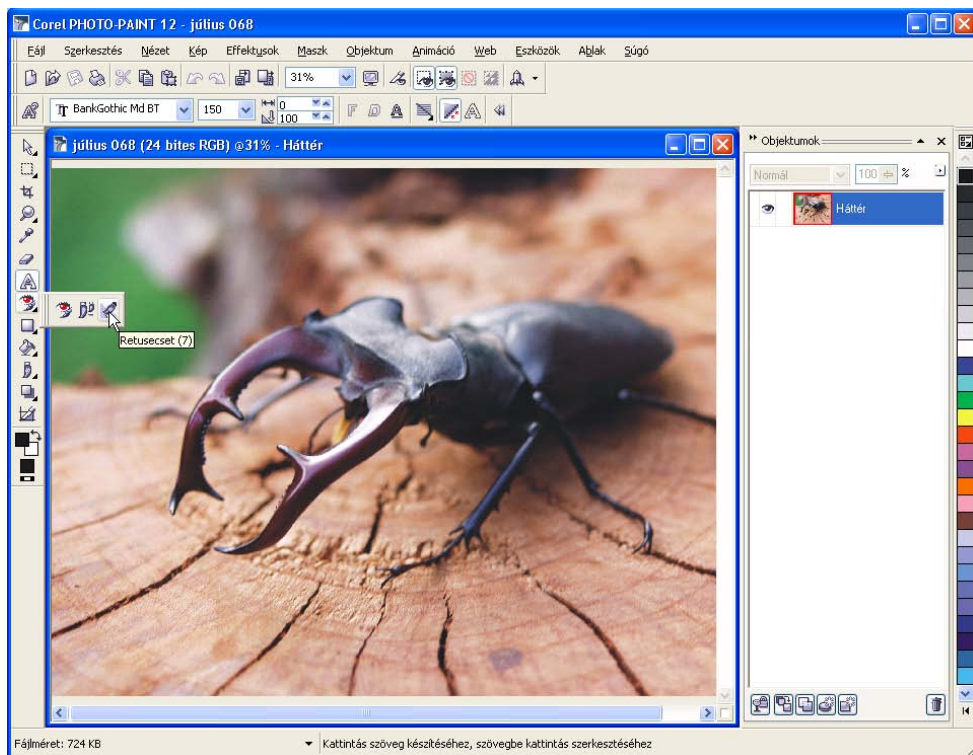 Corel PHOTO-PAINT 12 - július 068
Fájl Szerkesztés Nézet Kép Effektusok Maszk Objektum Animáció Web Eszközök Ablak Súgó
31%
BankGothic Md BT 150 0
100
július 068 (24 bites RGB) @31% - Háttér
Objektumok
Normál 100 %
Háttér
Retusecset (7)
Fájlméret: 724 KB Kattintás szöveg készítéséhez, szövegbe kattintás szerkesztéséhez